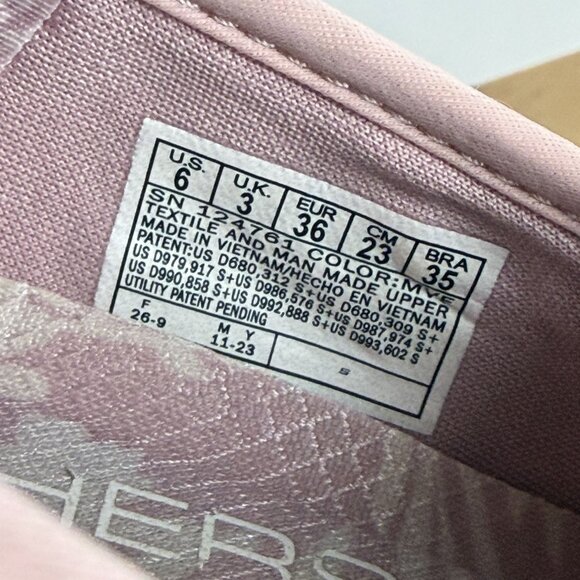 U.S. U.K. EUR CM BRA
6 3 36 23 35
SN 124761 COLOR:MVE
TEXTILE AND MAN MADE UPPER
MADE IN VIETNAM/HECHO EN VIETNAM
PATENT:US D680,312 S+US D680,309 S+
US D979,917 S+US D986,576 S+US D987,974 S+
US D990,858 S+US D992,888 S+US D993,602 S
UTILITY PATENT PENDING
F M Y
26-9 11-23 S
HERS